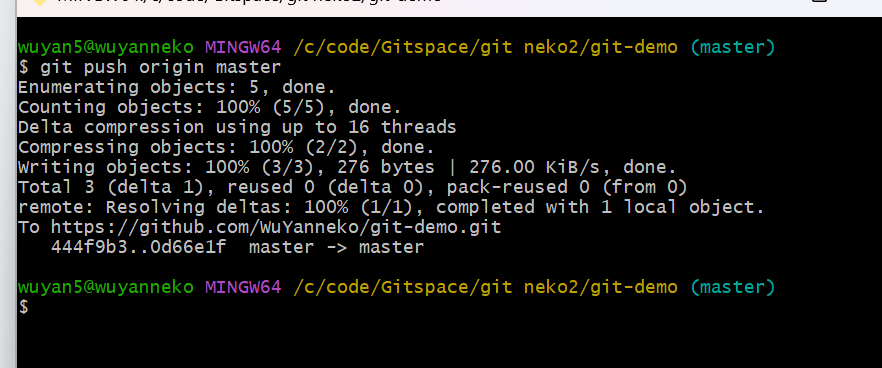 wuyan5@wuyanneko MINGW64 /c/code/Gitspace/git neko2/git-demo (master)
$ git push origin master
Enumerating objects: 5, done.
Counting objects: 100% (5/5), done.
Delta compression using up to 16 threads
Compressing objects: 100% (2/2), done.
Writing objects: 100% (3/3), 276 bytes | 276.00 KiB/s, done.
Total 3 (delta 1), reused 0 (delta 0), pack-reused 0 (from 0)
remote: Resolving deltas: 100% (1/1), completed with 1 local object.
To https://github.com/WuYanneko/git-demo.git
   444f9b3..0d66e1f  master -> master
wuyan5@wuyanneko MINGW64 /c/code/Gitspace/git neko2/git-demo (master)
$